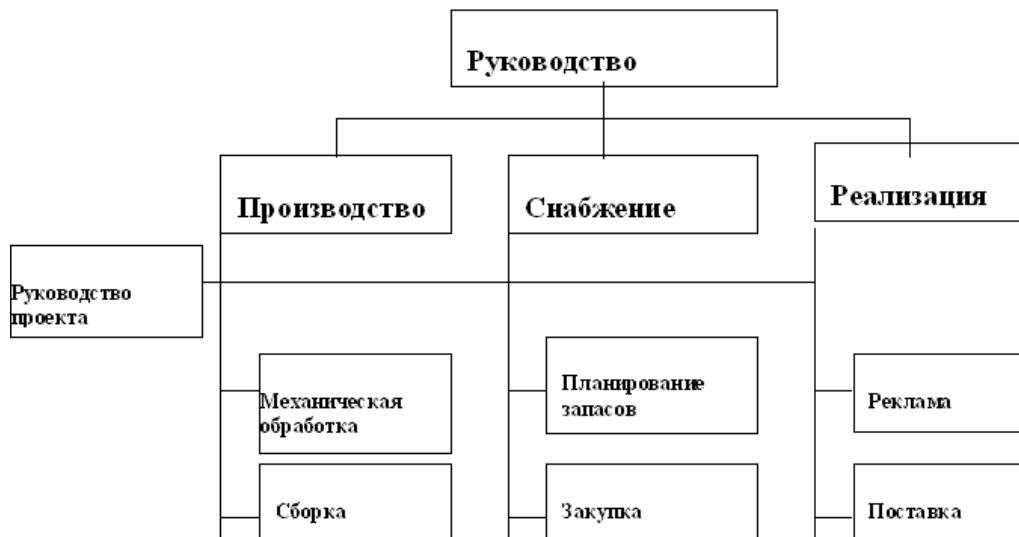 Руководство
Производство
Снабжение
Реализация
Руководство
проекта
Механическая
обработка
Планирование
запасов
Реклама
Сборка
Закупка
Поставка